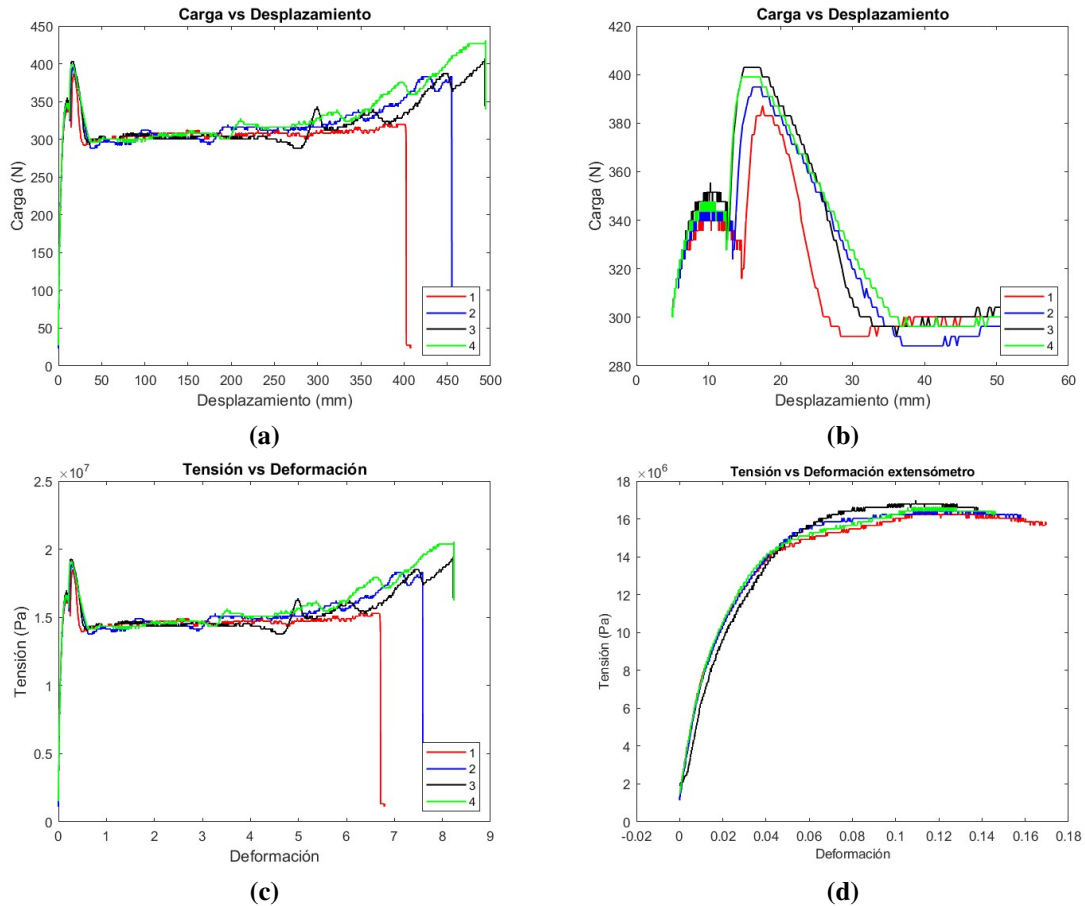 Carga vs Desplazamiento
450
400
350
300
250
200
150
100
50
0
Carga (N)
0 50 100 150 200 250 300 350 400 450 500
Desplazamiento (mm)
1
2
3
4
(a)
Carga vs Desplazamiento
420
400
380
360
340
320
300
280
Carga (N)
0 10 20 30 40 50 60
Desplazamiento (mm)
1
2
3
4
(b)
Tensión vs Deformación
×10⁷
2.5
2
1.5
1
0.5
0
Tensión (Pa)
0 1 2 3 4 5 6 7 8 9
Deformación
1
2
3
4
(c)
Tensión vs Deformación extensómetro
×10⁶
18
16
14
12
10
8
6
4
2
0
Tensión (Pa)
-0.02 0 0.02 0.04 0.06 0.08 0.1 0.12 0.14 0.16 0.18
Deformación
(d)